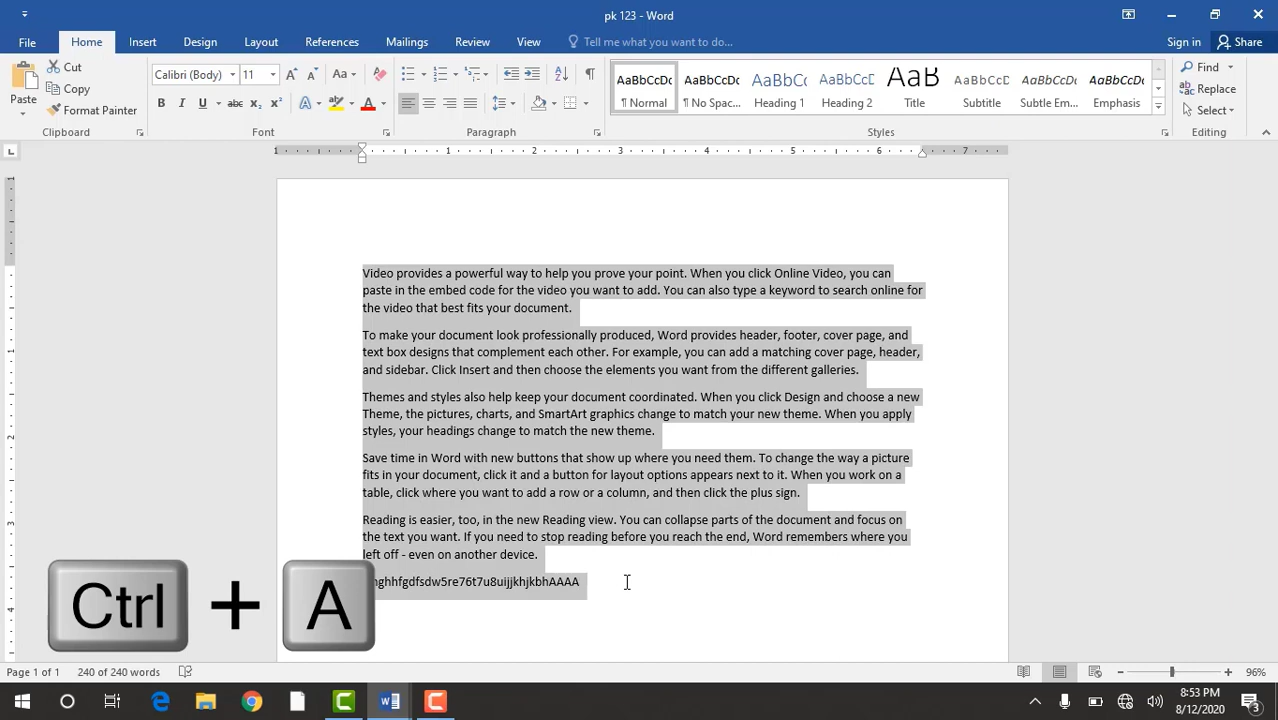 pk 123 - Word
File Home Insert Design Layout References Mailings Review View Tell me what you want to do... Sign in Share
Cut
Copy
Format Painter
Paste
Clipboard
Calibri (Body) 11
B I U abc x₂ x²
Font
Paragraph
AaBbCcDc AaBbCcDc AaBbCc AaBbCcD AaB AaBbCcD AaBbCcDc AaBbCcDc
¶ Normal ¶ No Spac... Heading 1 Heading 2 Title Subtitle Subtle Em... Emphasis
Styles
Find
Replace
Select
Editing
1 1 2 3 4 5 6 7
Video provides a powerful way to help you prove your point. When you click Online Video, you can
paste in the embed code for the video you want to add. You can also type a keyword to search online for
the video that best fits your document.
To make your document look professionally produced, Word provides header, footer, cover page, and
text box designs that complement each other. For example, you can add a matching cover page, header,
and sidebar. Click Insert and then choose the elements you want from the different galleries.
Themes and styles also help keep your document coordinated. When you click Design and choose a new
Theme, the pictures, charts, and SmartArt graphics change to match your new theme. When you apply
styles, your headings change to match the new theme.
Save time in Word with new buttons that show up where you need them. To change the way a picture
fits in your document, click it and a button for layout options appears next to it. When you work on a
table, click where you want to add a row or a column, and then click the plus sign.
Reading is easier, too, in the new Reading view. You can collapse parts of the document and focus on
the text you want. If you need to stop reading before you reach the end, Word remembers where you
left off - even on another device.
Ctrl + A
Page 1 of 1 240 of 240 words 96%
8:53 PM
8/12/2020
3